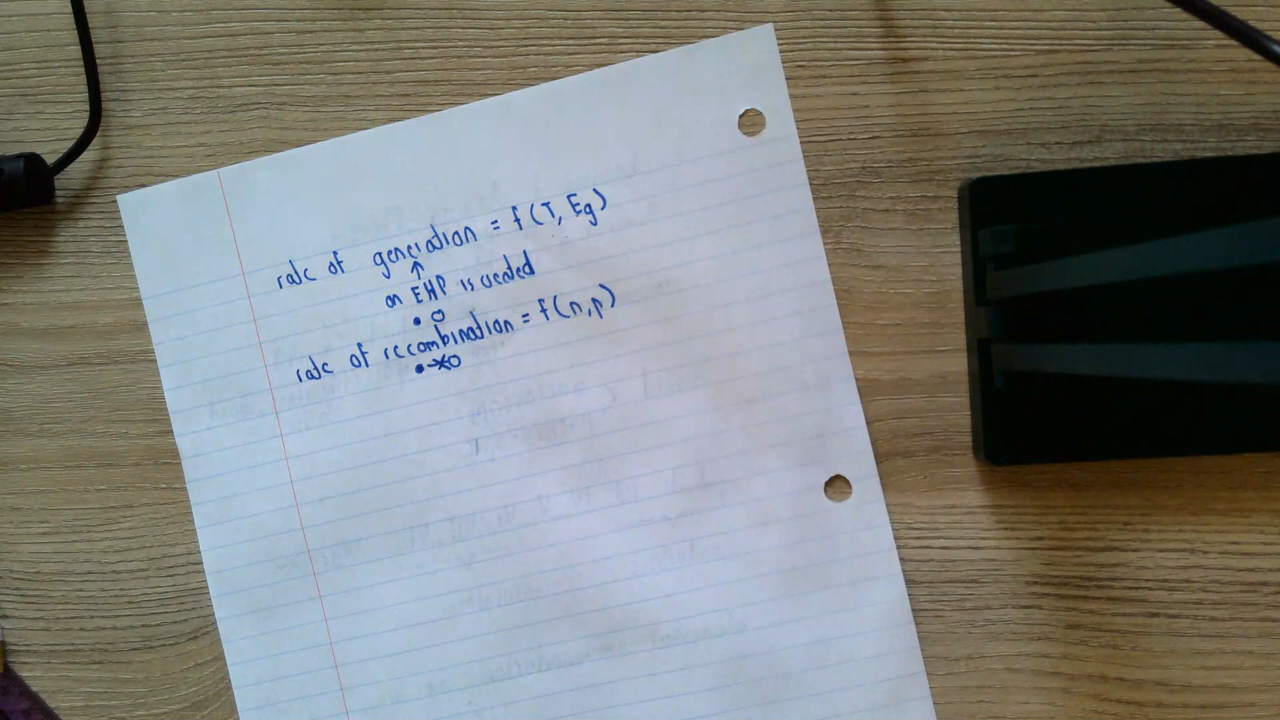 rate of generation = f(T, Eg)
↑
an EHP is created
rate of recombination = f(n,p)